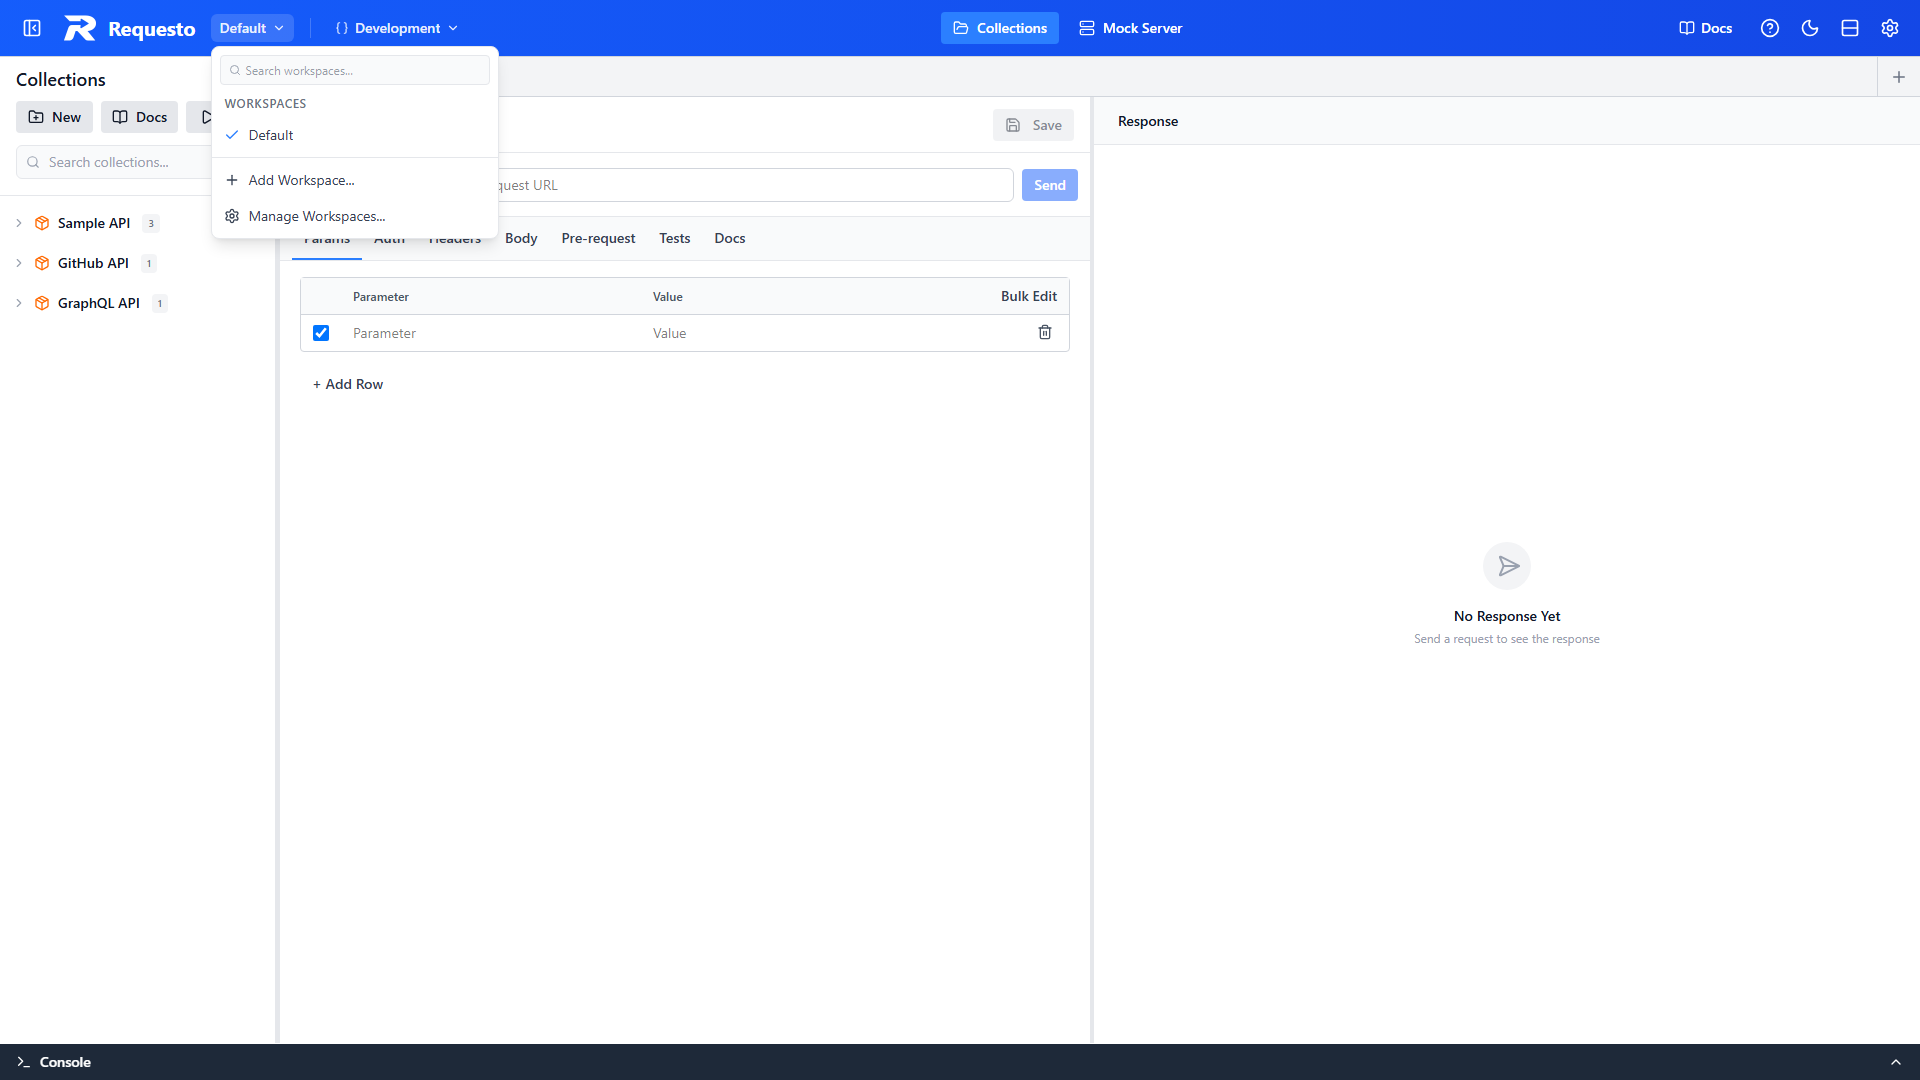 Requesto
Default
{ } Development
Collections
Mock Server
Docs
Collections
New
Docs
Search collections...
Sample API 3
GitHub API 1
GraphQL API 1
Search workspaces...
WORKSPACES
Default
+ Add Workspace...
Manage Workspaces...
Save
quest URL
Send
Params
Auth
Headers
Body
Pre-request
Tests
Docs
Parameter
Value
Bulk Edit
Parameter
Value
+ Add Row
Response
No Response Yet
Send a request to see the response
Console